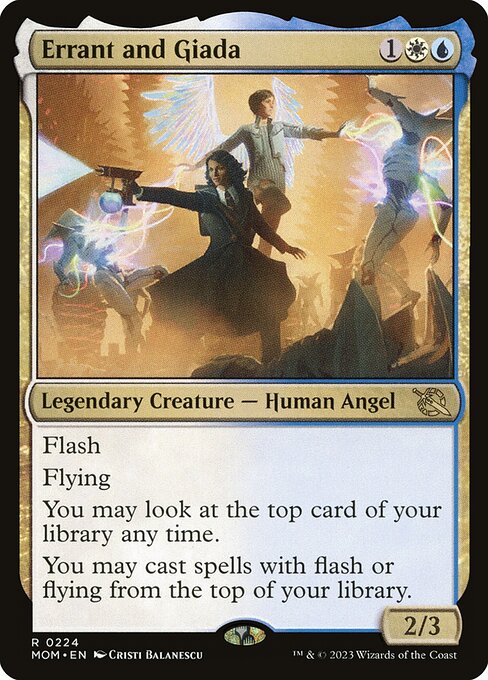 Errant and Giada 1
Legendary Creature — Human Angel
Flash
Flying
You may look at the top card of your
library any time.
You may cast spells with flash or
flying from the top of your library.
2/3
R 0224
MOM • EN Cristi Balanescu
™ & © 2023 Wizards of the Coast